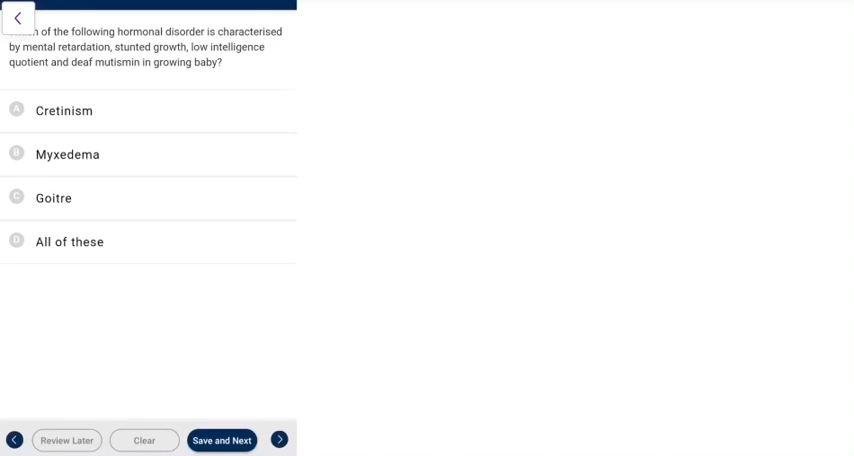 of the following hormonal disorder is characterised
by mental retardation, stunted growth, low intelligence
quotient and deaf mutismin in growing baby?
A Cretinism
B Myxedema
C Goitre
D All of these
Review Later Clear Save and Next